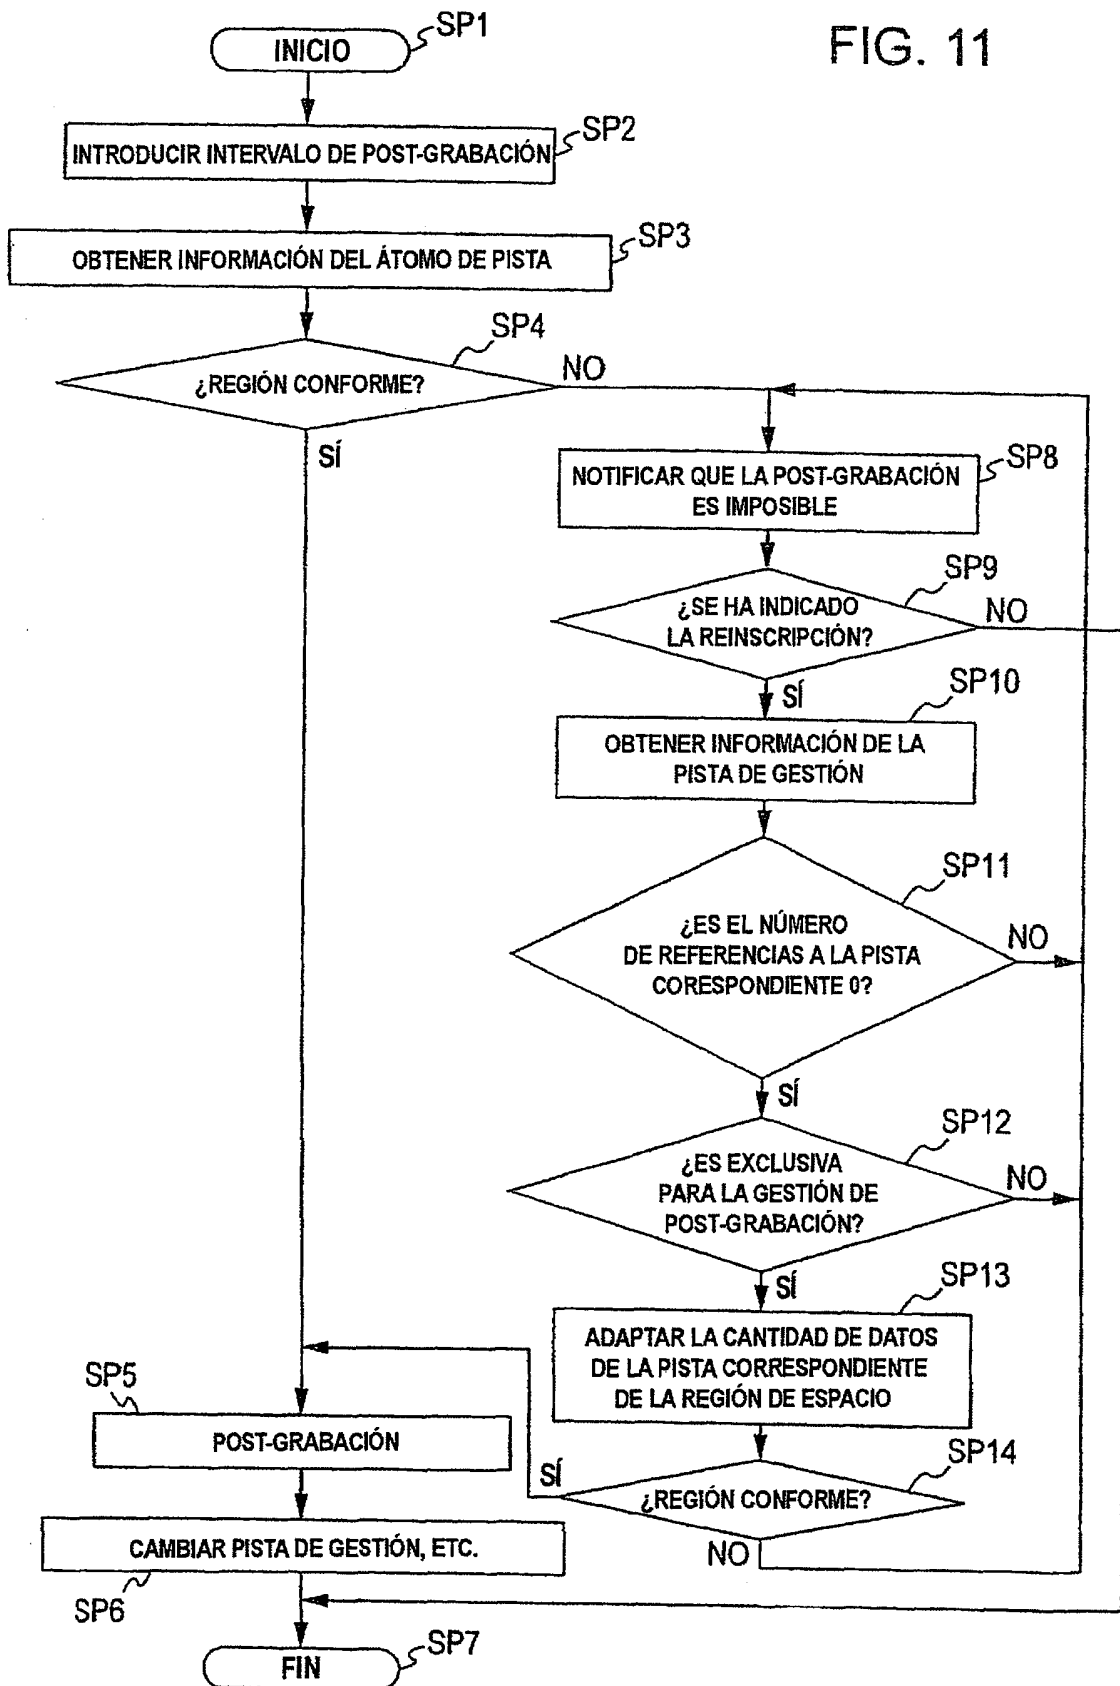 FIG. 11
SP1
INICIO
SP2
INTRODUCIR INTERVALO DE POST-GRABACIÓN
SP3
OBTENER INFORMACIÓN DEL ÁTOMO DE PISTA
SP4
¿REGIÓN CONFORME?
NO
SÍ
SP8
NOTIFICAR QUE LA POST-GRABACIÓN
ES IMPOSIBLE
SP9
¿SE HA INDICADO
LA REINSCRIPCIÓN?
NO
SÍ
SP10
OBTENER INFORMACIÓN DE LA
PISTA DE GESTIÓN
SP11
¿ES EL NÚMERO
DE REFERENCIAS A LA PISTA
CORESPONDIENTE 0?
NO
SÍ
SP12
¿ES EXCLUSIVA
PARA LA GESTIÓN DE
POST-GRABACIÓN?
NO
SÍ
SP13
ADAPTAR LA CANTIDAD DE DATOS
DE LA PISTA CORRESPONDIENTE
DE LA REGIÓN DE ESPACIO
SP14
¿REGIÓN CONFORME?
SÍ
NO
SP5
POST-GRABACIÓN
CAMBIAR PISTA DE GESTIÓN, ETC.
SP6
SP7
FIN